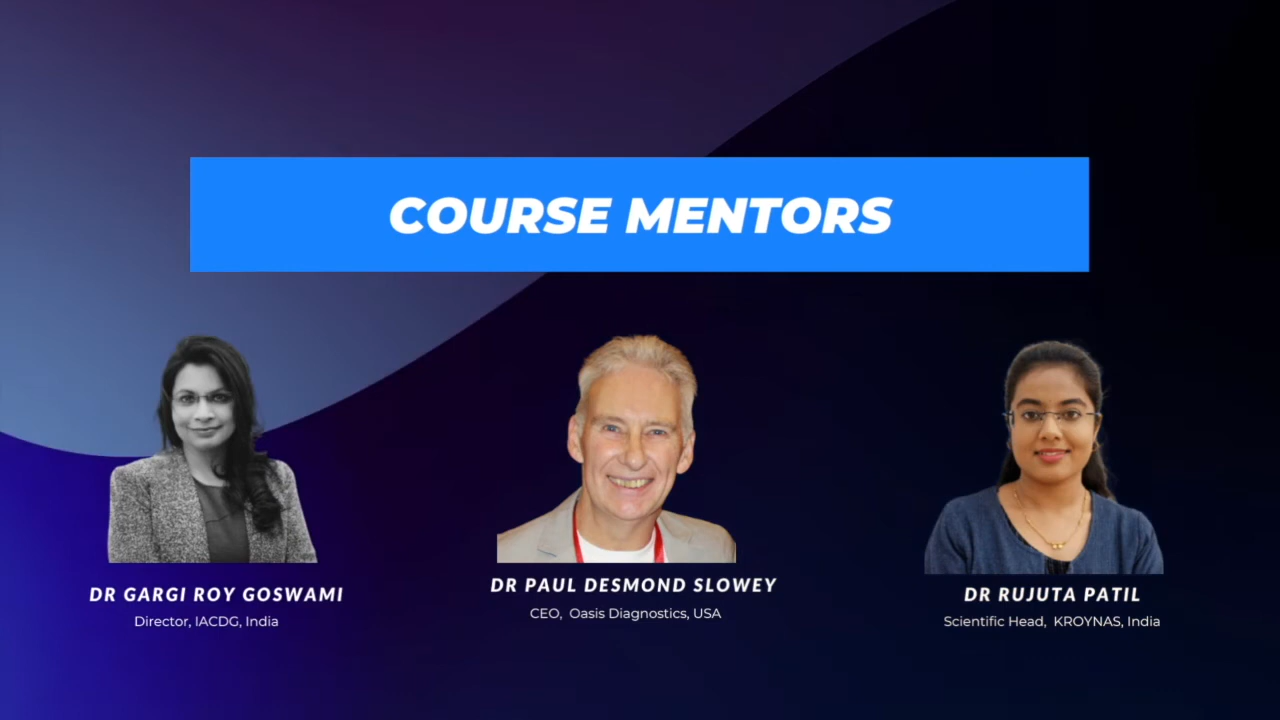 COURSE MENTORS
DR GARGI ROY GOSWAMI
Director, IACDG, India
DR PAUL DESMOND SLOWEY
CEO, Oasis Diagnostics, USA
DR RUJUTA PATIL
Scientific Head, KROYNAS, India